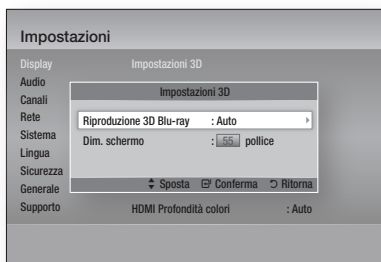 Impostazioni
Display
Impostazioni 3D
Audio
Canali
Rete
Sistema
Lingua
Sicurezza
Generale
Supporto
Impostazioni 3D
Riproduzione 3D Blu-ray : Auto
Dim. schermo : 55 pollice
Sposta Conferma Ritorna
HDMI Profondità colori : Auto